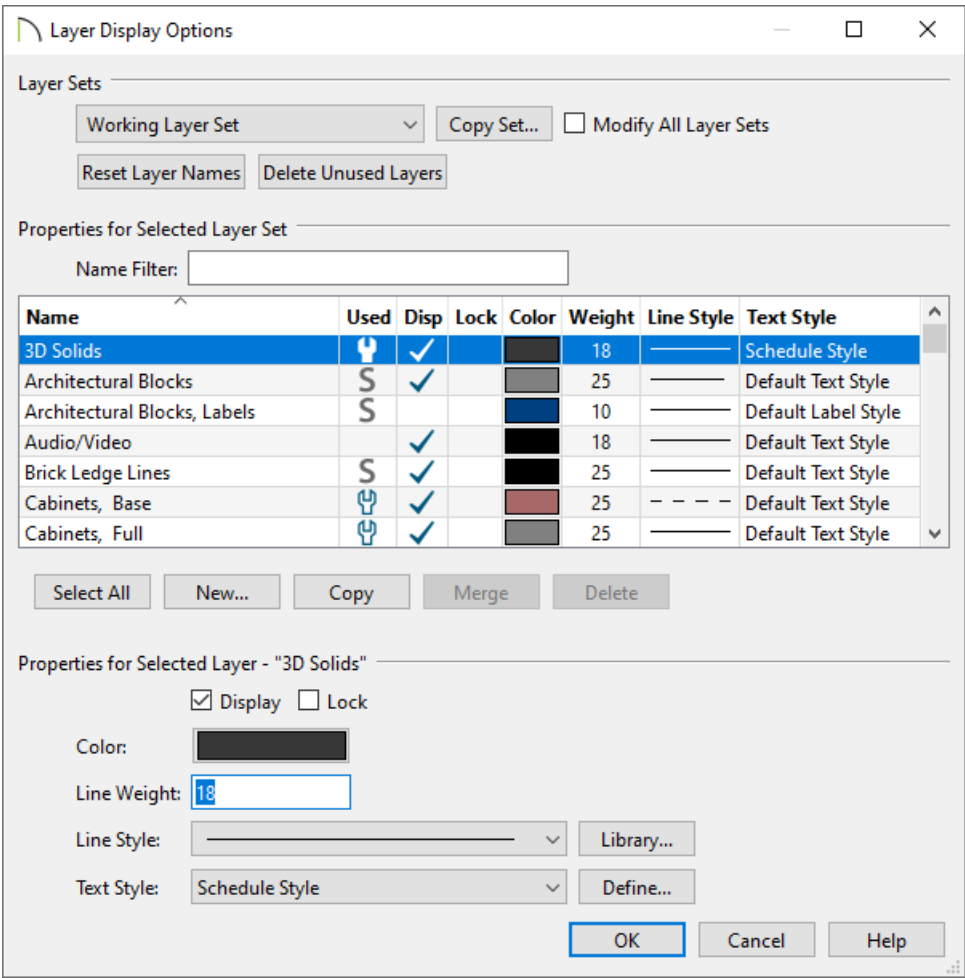 Layer Display Options
Layer Sets
Working Layer Set Copy Set... Modify All Layer Sets
Reset Layer Names Delete Unused Layers
Properties for Selected Layer Set
Name Filter:
Name Used Disp Lock Color Weight Line Style Text Style
3D Solids 18 Schedule Style
Architectural Blocks S 25 Default Text Style
Architectural Blocks, Labels S 10 Default Label Style
Audio/Video 18 Default Text Style
Brick Ledge Lines S 25 Default Text Style
Cabinets, Base 25 Default Text Style
Cabinets, Full 25 Default Text Style
Select All New... Copy Merge Delete
Properties for Selected Layer - "3D Solids"
Display Lock
Color:
Line Weight: 18
Line Style: Library...
Text Style: Schedule Style Define...
OK Cancel Help